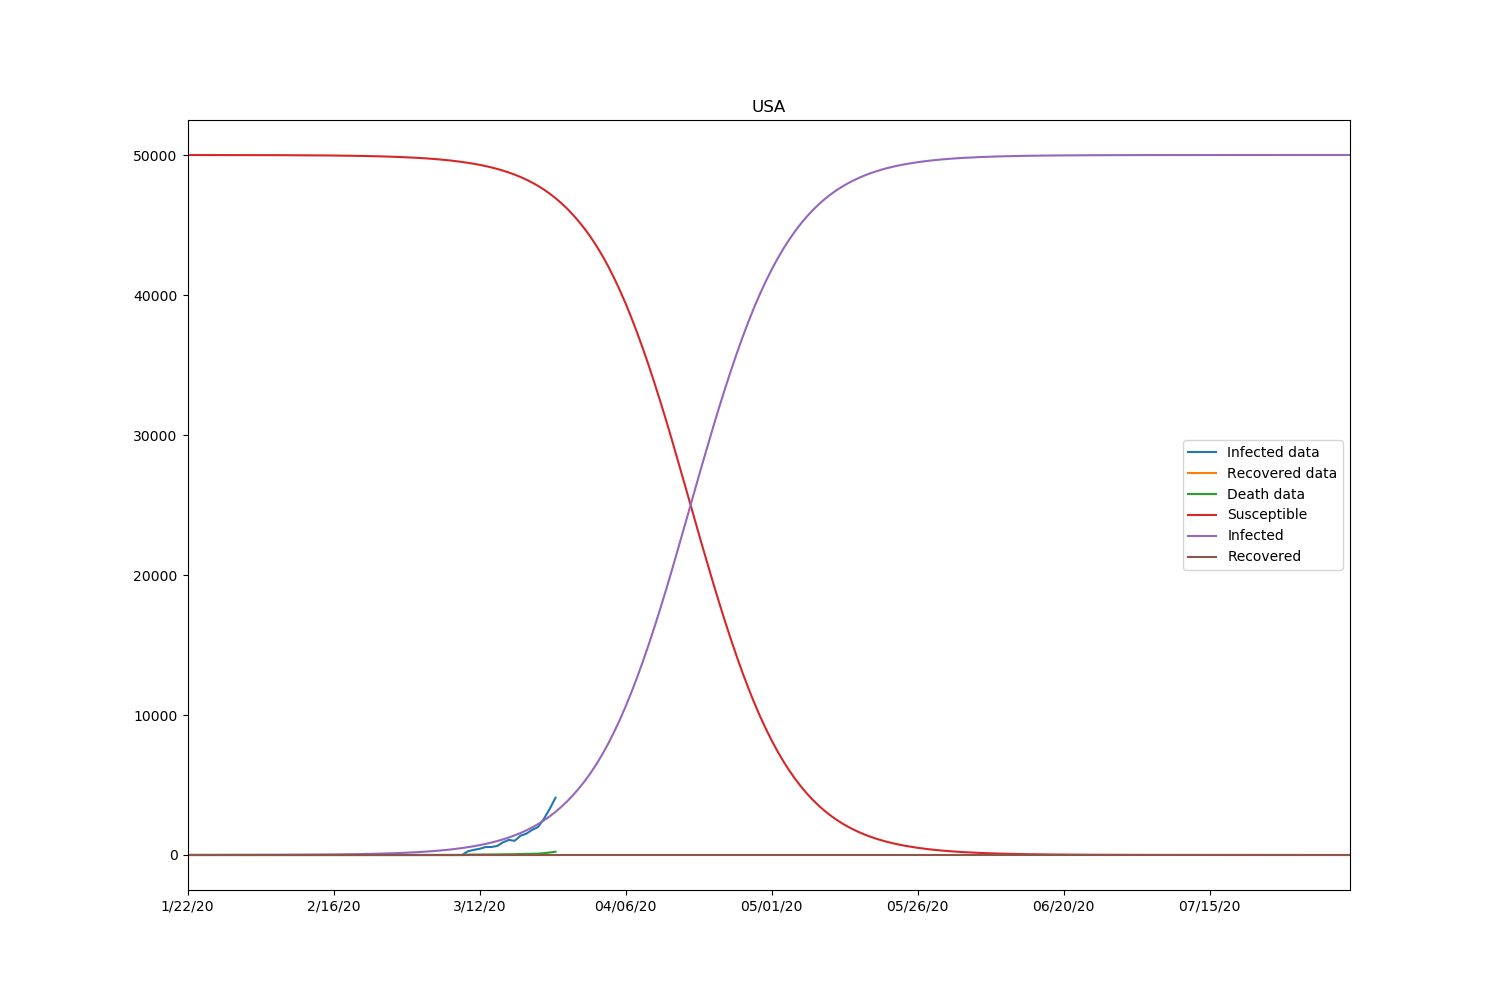 USA
50000
40000
30000
20000
10000
0
Infected data
Recovered data
Death data
Susceptible
Infected
Recovered
1/22/20 2/16/20 3/12/20 04/06/20 05/01/20 05/26/20 06/20/20 07/15/20